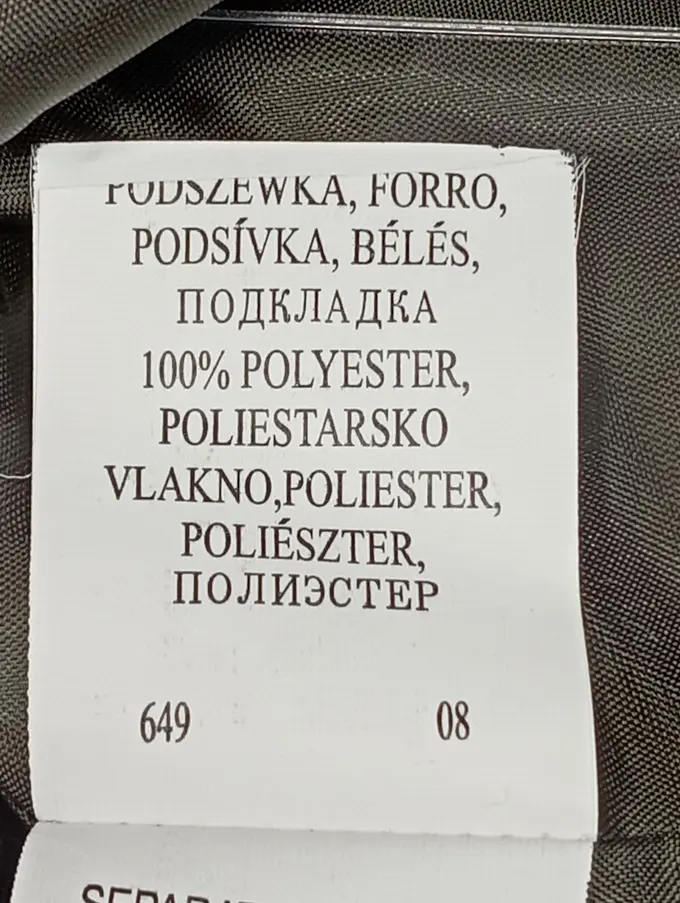 PODSZEWKA, FORRO,
PODSÍVKA, BÉLÉS,
ПОДКЛАДКА
100% POLYESTER,
POLIESTARSKO
VLAKNO,POLIESTER,
POLIÉSZTER,
ПОЛИЭСТЕР
649 08